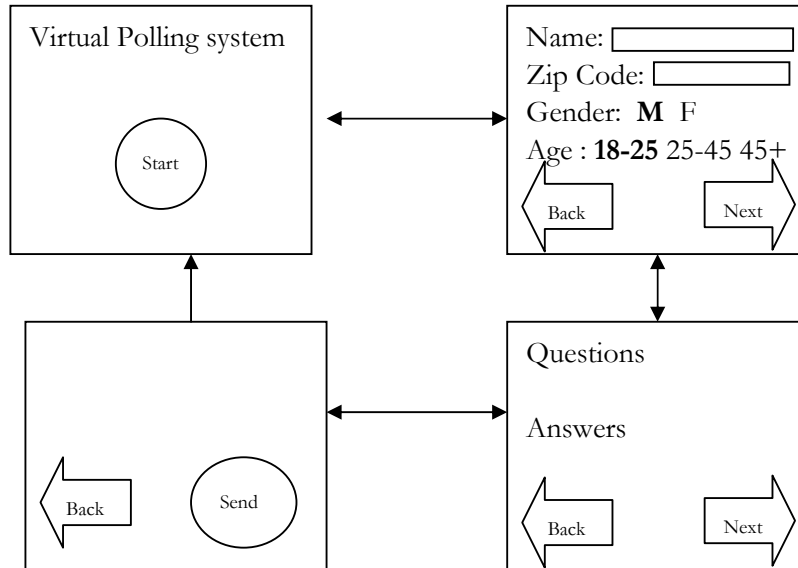 Virtual Polling system
Start
Name:
Zip Code:
Gender: M F
Age : 18-25 25-45 45+
Back
Next
Back
Send
Questions
Answers
Back
Next